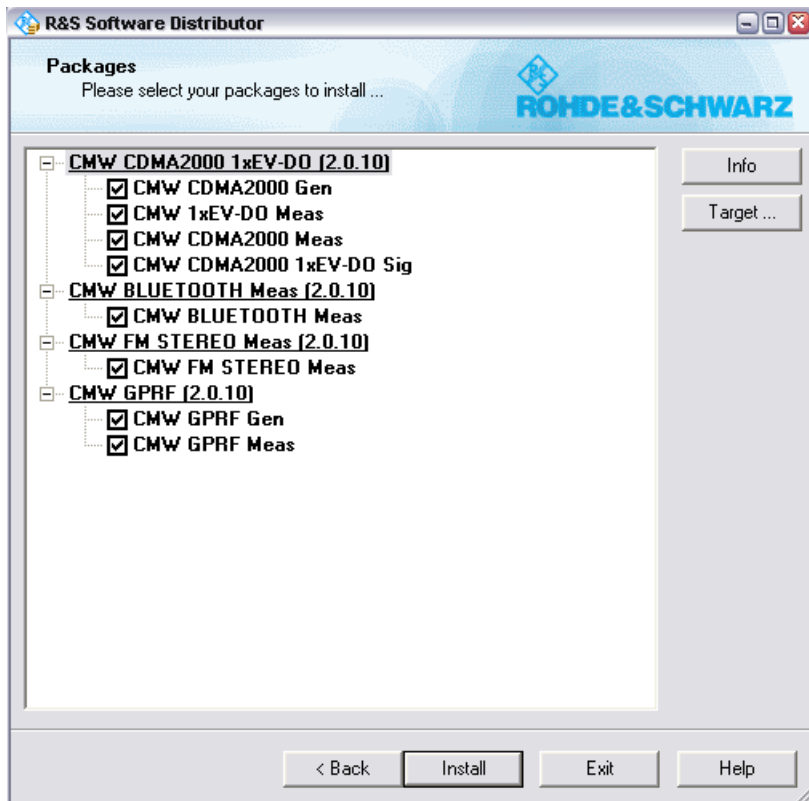 R&S Software Distributor
Packages
Please select your packages to install ...
ROHDE&SCHWARZ
CMW CDMA2000 1xEV-DO (2.0.10)
CMW CDMA2000 Gen
CMW 1xEV-DO Meas
CMW CDMA2000 Meas
CMW CDMA2000 1xEV-DO Sig
CMW BLUETOOTH Meas (2.0.10)
CMW BLUETOOTH Meas
CMW FM STEREO Meas (2.0.10)
CMW FM STEREO Meas
CMW GPRF (2.0.10)
CMW GPRF Gen
CMW GPRF Meas
Info
Target ...
< Back
Install
Exit
Help